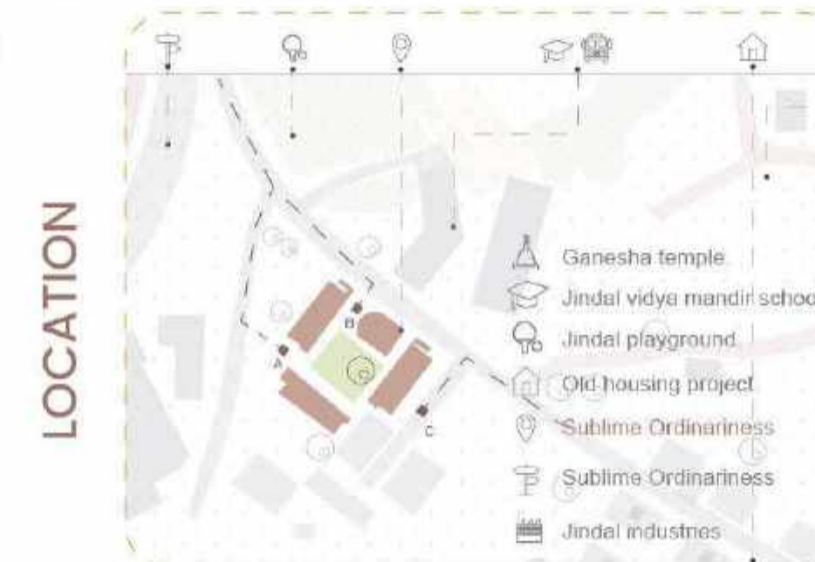 LOCATION
Ganesha temple
Jindal vidya mandir schoo
Jindal playground
B
Old housing project
A
Sublime Ordinariness
C
Sublime Ordinariness
Jindal industries